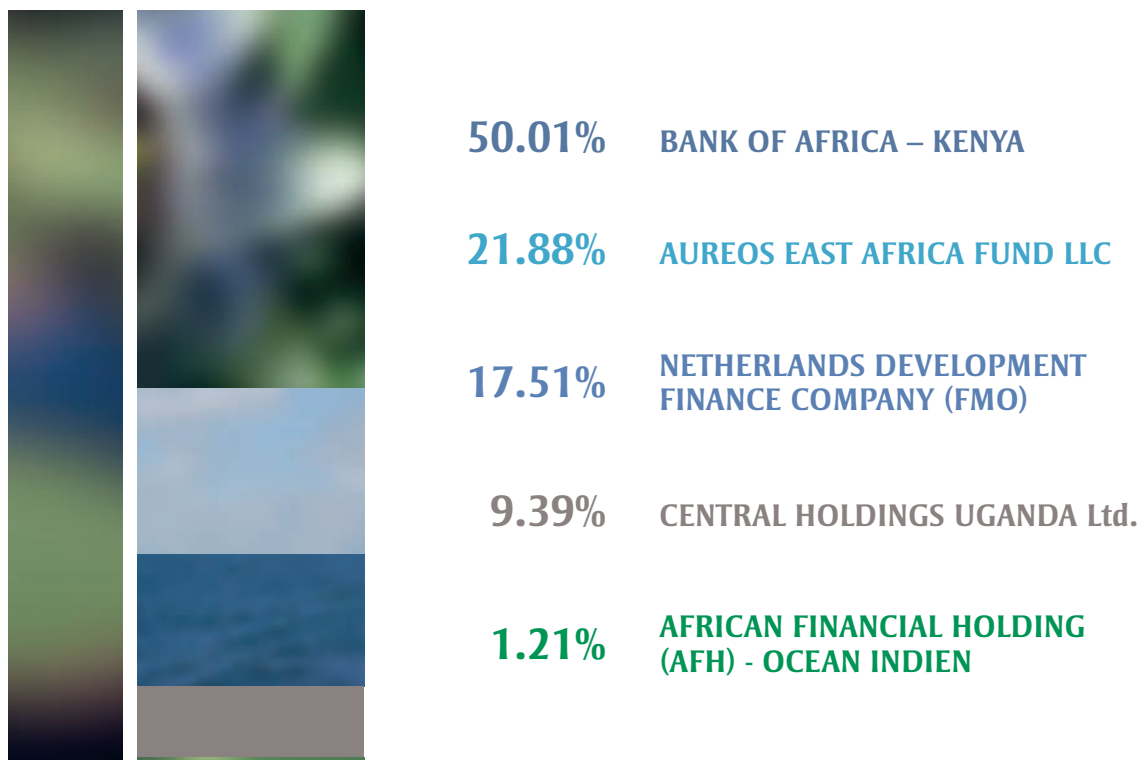 50.01% BANK OF AFRICA – KENYA
21.88% AUREOS EAST AFRICA FUND LLC
17.51% NETHERLANDS DEVELOPMENT
FINANCE COMPANY (FMO)
9.39% CENTRAL HOLDINGS UGANDA Ltd.
1.21% AFRICAN FINANCIAL HOLDING
(AFH) - OCEAN INDIEN